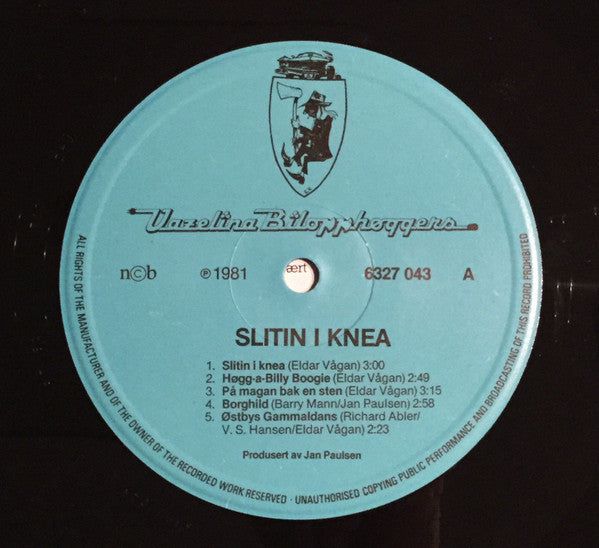 Vazelina Bilopphøggers
n©b
℗ 1981
ært
6327 043
A
SLITIN I KNEA
1. Slitin i knea (Eldar Vågan) 3:00
2. Høgg-a-Billy Boogie (Eldar Vågan) 2:49
3. På magan bak en sten (Eldar Vågan) 3:15
4. Borghild (Barry Mann/Jan Paulsen) 2:58
5. Østbys Gammaldans (Richard Abler/
V. S. Hansen/Eldar Vågan) 2:23
Produsert av Jan Paulsen
ALL RIGHTS OF THE MANUFACTURER AND OF THE OWNER OF THE RECORDED WORK RESERVED · UNAUTHORISED COPYING PUBLIC PERFORMANCE AND BROADCASTING OF THIS RECORD PROHIBITED